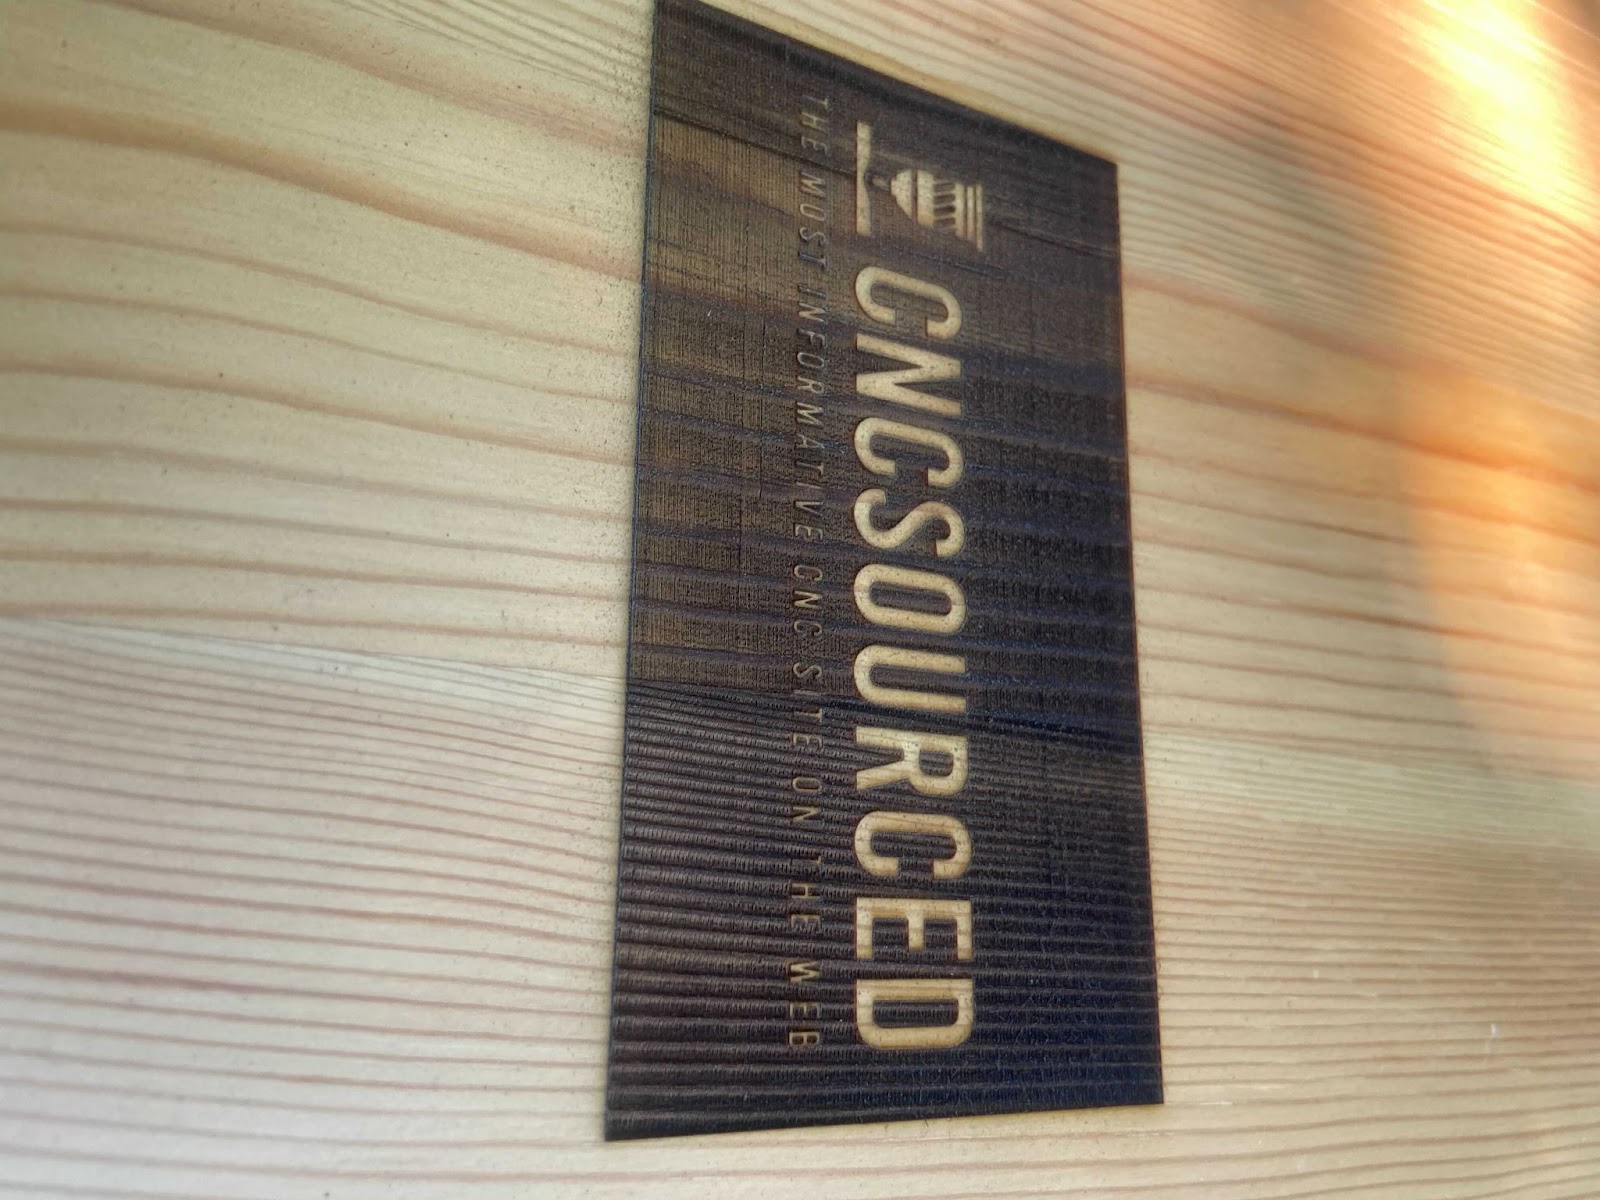 CNCSOURCED
THE MOST INFORMATIVE CNC SITE ON THE WEB